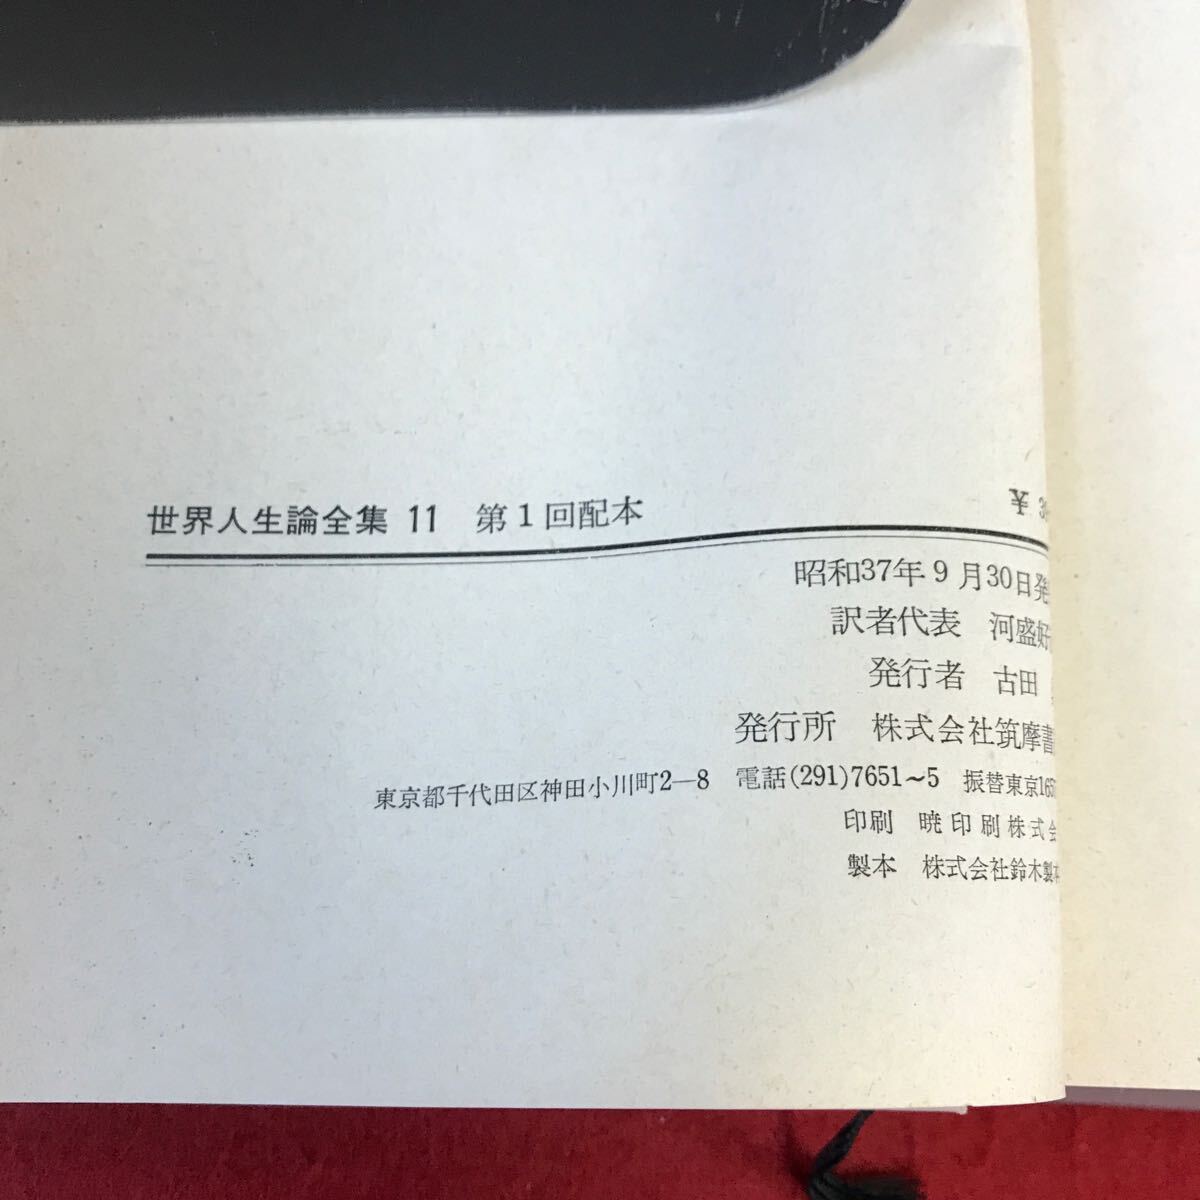 世界人生論全集 11　第1回配本　¥
昭和37年9月30日発
訳者代表　河盛好
発行者　古田
発行所　株式会社筑摩書
東京都千代田区神田小川町2—8　電話(291)7651〜5　振替東京165
印刷　暁印刷株式会
製本　株式会社鈴木製本